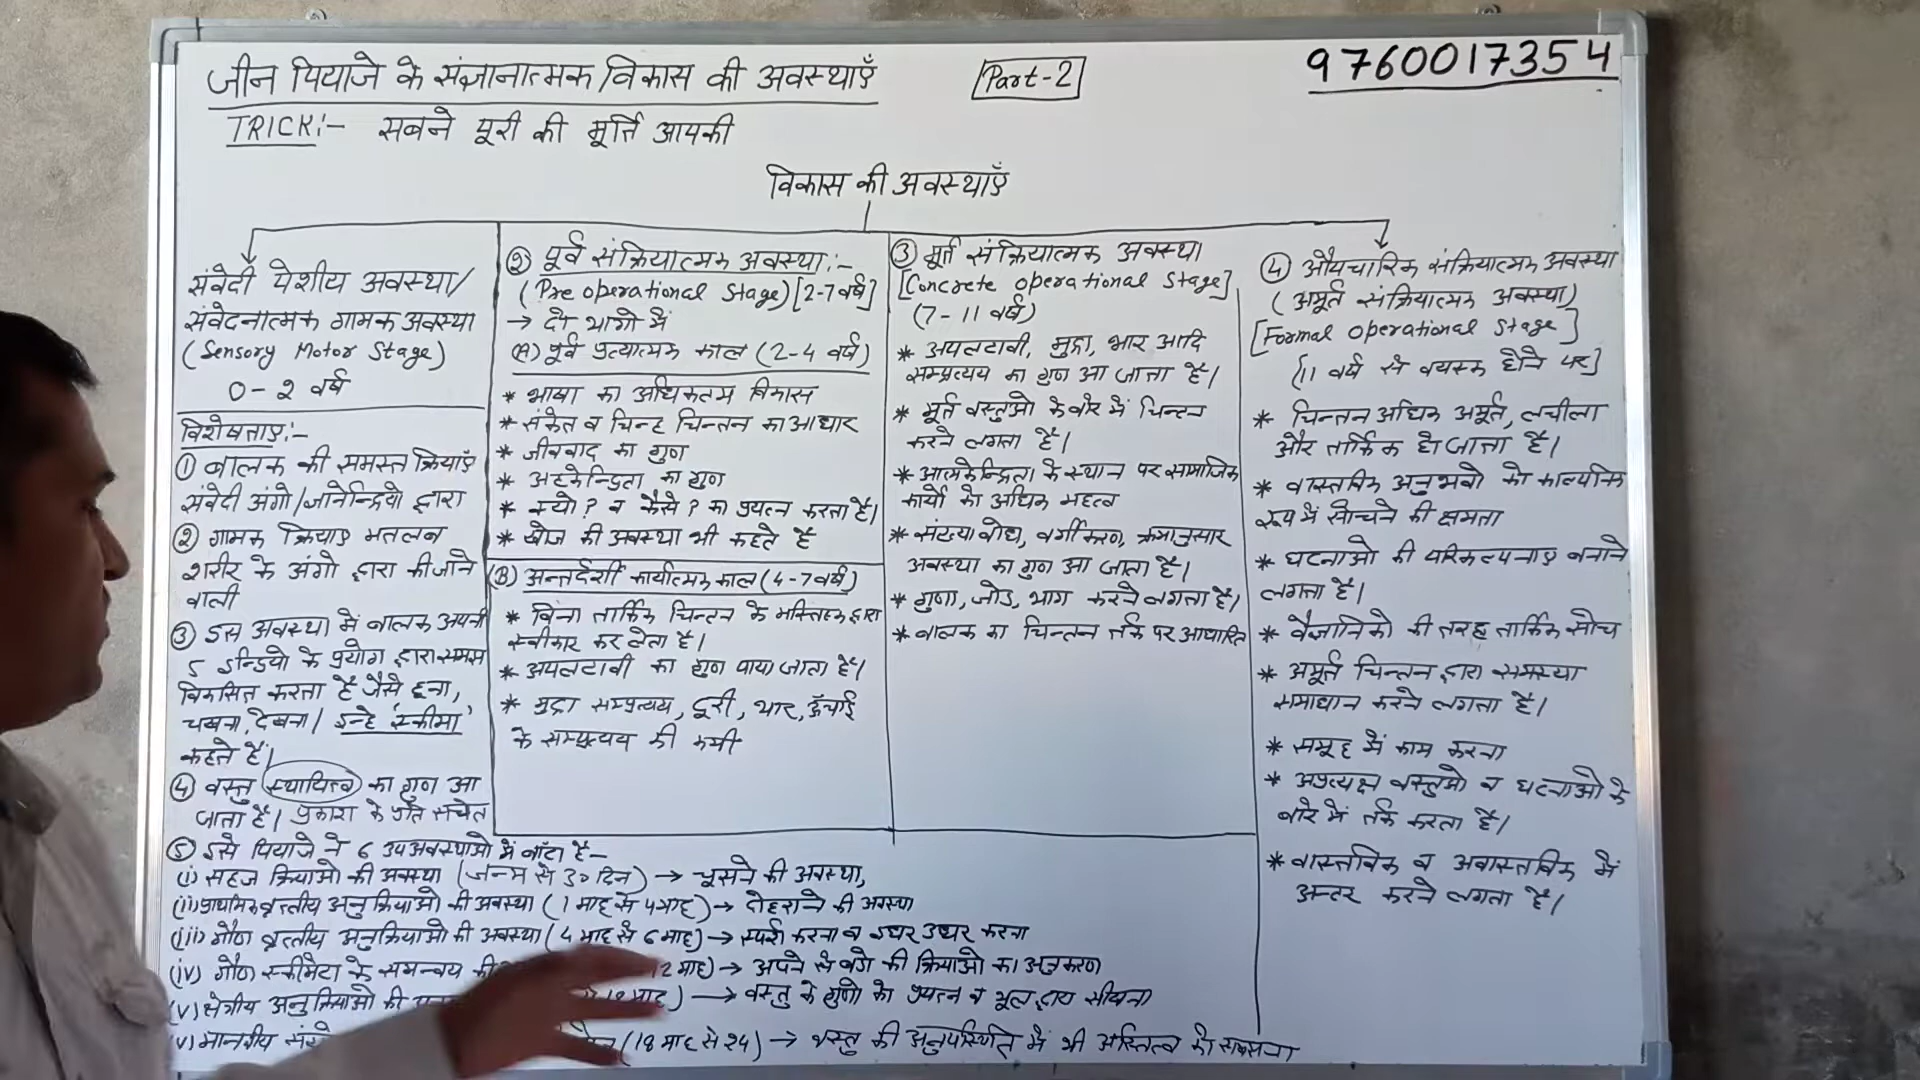 जीन पियाजे के संज्ञानात्मक विकास की अवस्थाएँ
Part-2
9760017354
TRICK:- सबने पूरी की मूर्ति आपकी
विकास की अवस्थाएँ
संवेदी पेशीय अवस्था/
संवेदनात्मक गामक अवस्था
(Sensory Motor Stage)
0-2 वर्ष
विशेषताए:-
① बालक की समस्त क्रियाएँ
संवेदी अंगो/ज्ञानेन्द्रियो द्वारा
② गामक क्रियाए मतलब
शरीर के अंगो द्वारा की जाने
वाली
③ इस अवस्था में बालक अपनी
5 इन्द्रियो के प्रयोग द्वारा समझ
विकसित करता है जैसे छूना,
चखना, देखना। इन्हे 'स्कीमा'
कहते हैं।
④ वस्तु स्थायित्व का गुण आ
जाता है। प्रकाश के प्रति सचेत
⑤ इसे पियाजे ने 6 उपअवस्थाओ में बाँटा है-
(i) सहज क्रियाओ की अवस्था (जन्म से 30 दिन) → चूसने की अवस्था,
(ii) प्राथमिक वृत्तीय अनुक्रियाओ की अवस्था (1 माह से 4 माह) → दोहराने की अवस्था
(iii) गौण वृत्तीय अनुक्रियाओ की अवस्था (4 माह से 6 माह) → स्पर्श करना व इधर उधर करना
(iv) गौण स्कीमेटा के समन्वय की 12 माह) → अपने से बडो की क्रियाओ का अनुकरण
(v) क्षेत्रीय अनुक्रियाओ की 18 माह) → वस्तु के गुणो को प्रयत्न व भूल द्वारा सीखना
(v) मानसीय (18 माह से 24) → वस्तु की अनुपस्थिति में भी अस्तित्व को समझना
② पूर्व संक्रियात्मक अवस्था:-
(Pre operational Stage) [2-7 वर्ष]
→ दो भागो में
(A) पूर्व प्रत्यात्मक काल (2-4 वर्ष)
* भाषा का अधिकतम विकास
* संकेत व चिन्ह चिन्तन का आधार
* जीववाद का गुण
* अहकेन्द्रिता का गुण
* क्यो? व कैसे? का प्रयत्न करता है।
* खोज की अवस्था भी कहते है
(B) अन्तर्दर्शी कार्यात्मक काल (4-7 वर्ष)
* बिना तार्किक चिन्तन के मस्तिष्क द्वारा
स्वीकार कर लेता है।
* अपलटावी का गुण पाया जाता है।
* मुद्रा सम्प्रत्यय, दूरी, भार, ऊँचाई
के सम्प्रत्यय की कमी
③ मूर्त संक्रियात्मक अवस्था
[Concrete operational Stage]
(7-11 वर्ष)
* अपलटावी, मुद्रा, भार आदि
सम्प्रत्यय का गुण आ जाता है।
* मूर्त वस्तुओ के बारे में चिन्तन
करने लगता है।
* आत्मकेन्द्रिता के स्थान पर सामाजिक
कार्यो को अधिक महत्व
* संख्या बोध, वर्गीकरण, क्रमानुसार
अवस्था का गुण आ जाता है।
* गुणा, जोड, भाग करने लगता है।
* बालक का चिन्तन तर्क पर आधारित
④ औपचारिक संक्रियात्मक अवस्था
(अमूर्त संक्रियात्मक अवस्था)
[Formal operational Stage]
(11 वर्ष से वयस्क होने पर]
* चिन्तन अधिक अमूर्त, लचीला
और तार्किक हो जाता है।
* वास्तविक अनुभवो को काल्पनिक
रूप में सोचने की क्षमता
* घटनाओ की परिकल्पनाए बनाने
लगता है।
* वैज्ञानिको की तरह तार्किक सोच
* अमूर्त चिन्तन द्वारा समस्या
समाधान करने लगता है।
* समूह में काम करना
* अप्रत्यक्ष वस्तुओ व घटनाओ के
बारे में तर्क करता है।
* वास्तविक व अवास्तविक में
अन्तर करने लगता है।